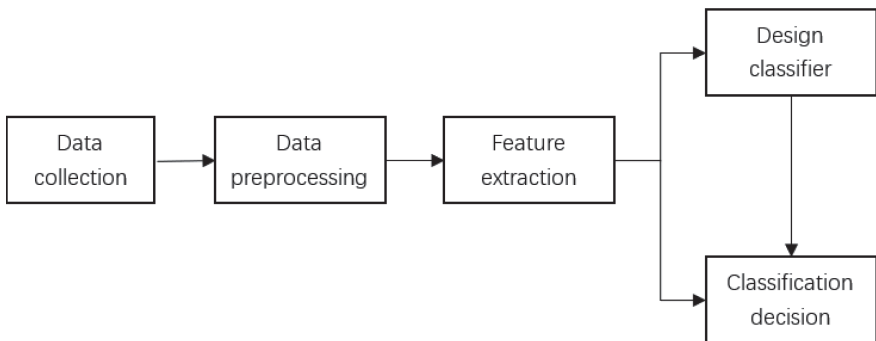 Design
classifier
Data
collection
Data
preprocessing
Feature
extraction
Classification
decision